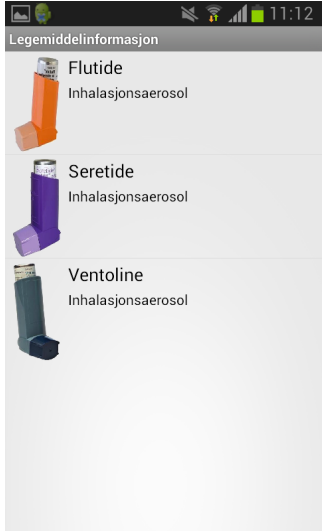 11:12
Legemiddelinformasjon
Flutide
Inhalasjonsaerosol
Seretide
Inhalasjonsaerosol
Ventoline
Inhalasjonsaerosol